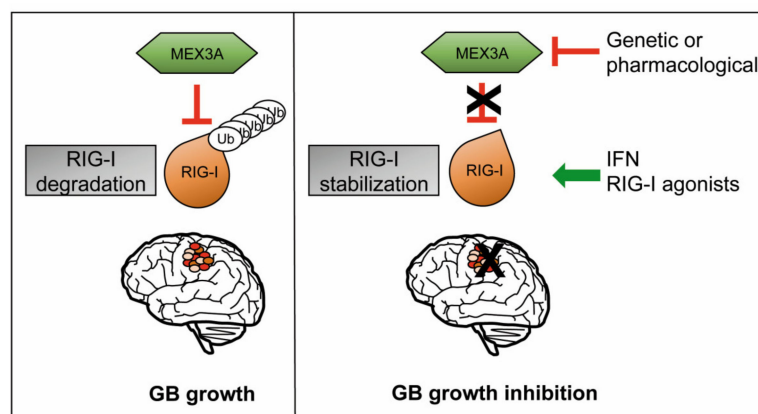 MEX3A
Ub
Ub
Ub
Ub
Ub
RIG-I
RIG-I
degradation
GB growth
MEX3A
Genetic or
pharmacological
RIG-I
stabilization
RIG-I
IFN
RIG-I agonists
GB growth inhibition